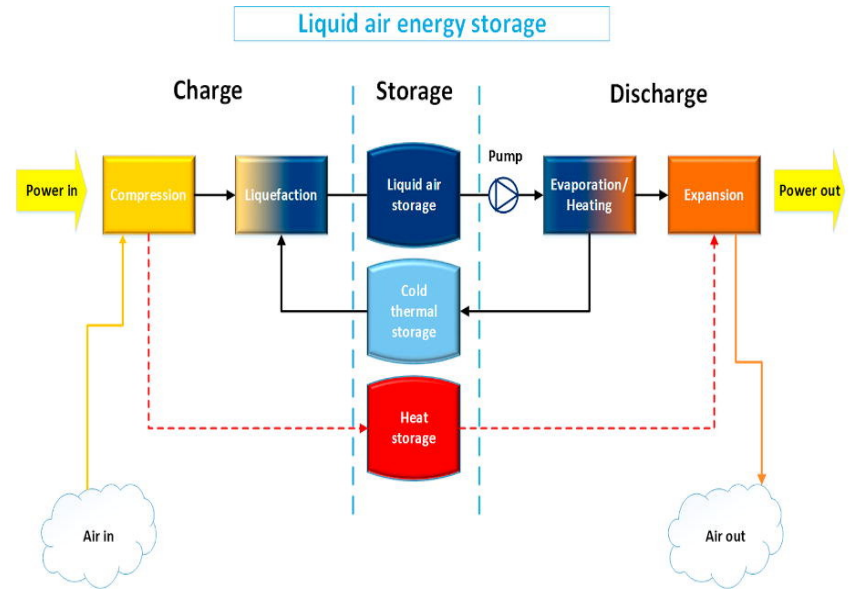 Liquid air energy storage
Charge
Storage
Discharge
Power in
Compression
Liquefaction
Liquid air
storage
Pump
Evaporation/
Heating
Expansion
Power out
Cold
thermal
storage
Heat
storage
Air in
Air out